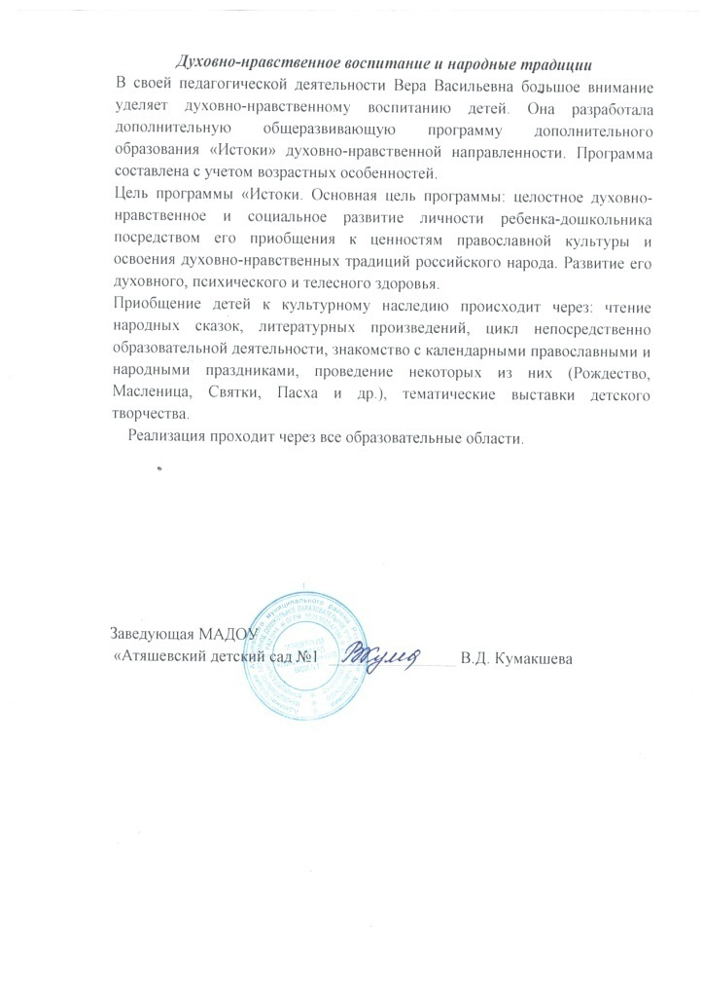 Духовно-нравственное воспитание и народные традиции
В своей педагогической деятельности Вера Васильевна большое внимание
уделяет духовно-нравственному воспитанию детей. Она разработала
дополнительную общеразвивающую программу дополнительного
образования «Истоки» духовно-нравственной направленности. Программа
составлена с учетом возрастных особенностей.
Цель программы «Истоки. Основная цель программы: целостное духовно-
нравственное и социальное развитие личности ребенка-дошкольника
посредством его приобщения к ценностям православной культуры и
освоения духовно-нравственных традиций российского народа. Развитие его
духовного, психического и телесного здоровья.
Приобщение детей к культурному наследию происходит через: чтение
народных сказок, литературных произведений, цикл непосредственно
образовательной деятельности, знакомство с календарными православными и
народными праздниками, проведение некоторых из них (Рождество,
Масленица, Святки, Пасха и др.), тематические выставки детского
творчества.
Реализация проходит через все образовательные области.
Заведующая МАДОУ
«Атяшевский детский сад №1 В.Д. Кумакшева